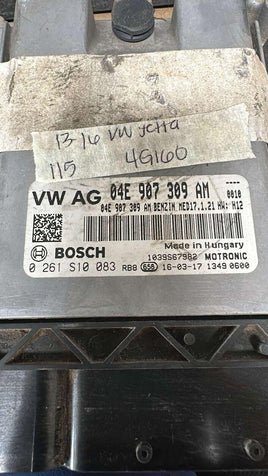 13-16 VW Jetta
115 4G160
VW AG 04E 907 309 AM ----
0010
04E 907 309 AM BENZIN MED17.1.21 HW: H12
Made in Hungary
BOSCH
1039S67982 MOTRONIC
0 261 S10 083 RB8 650 16-03-17 1349 0600